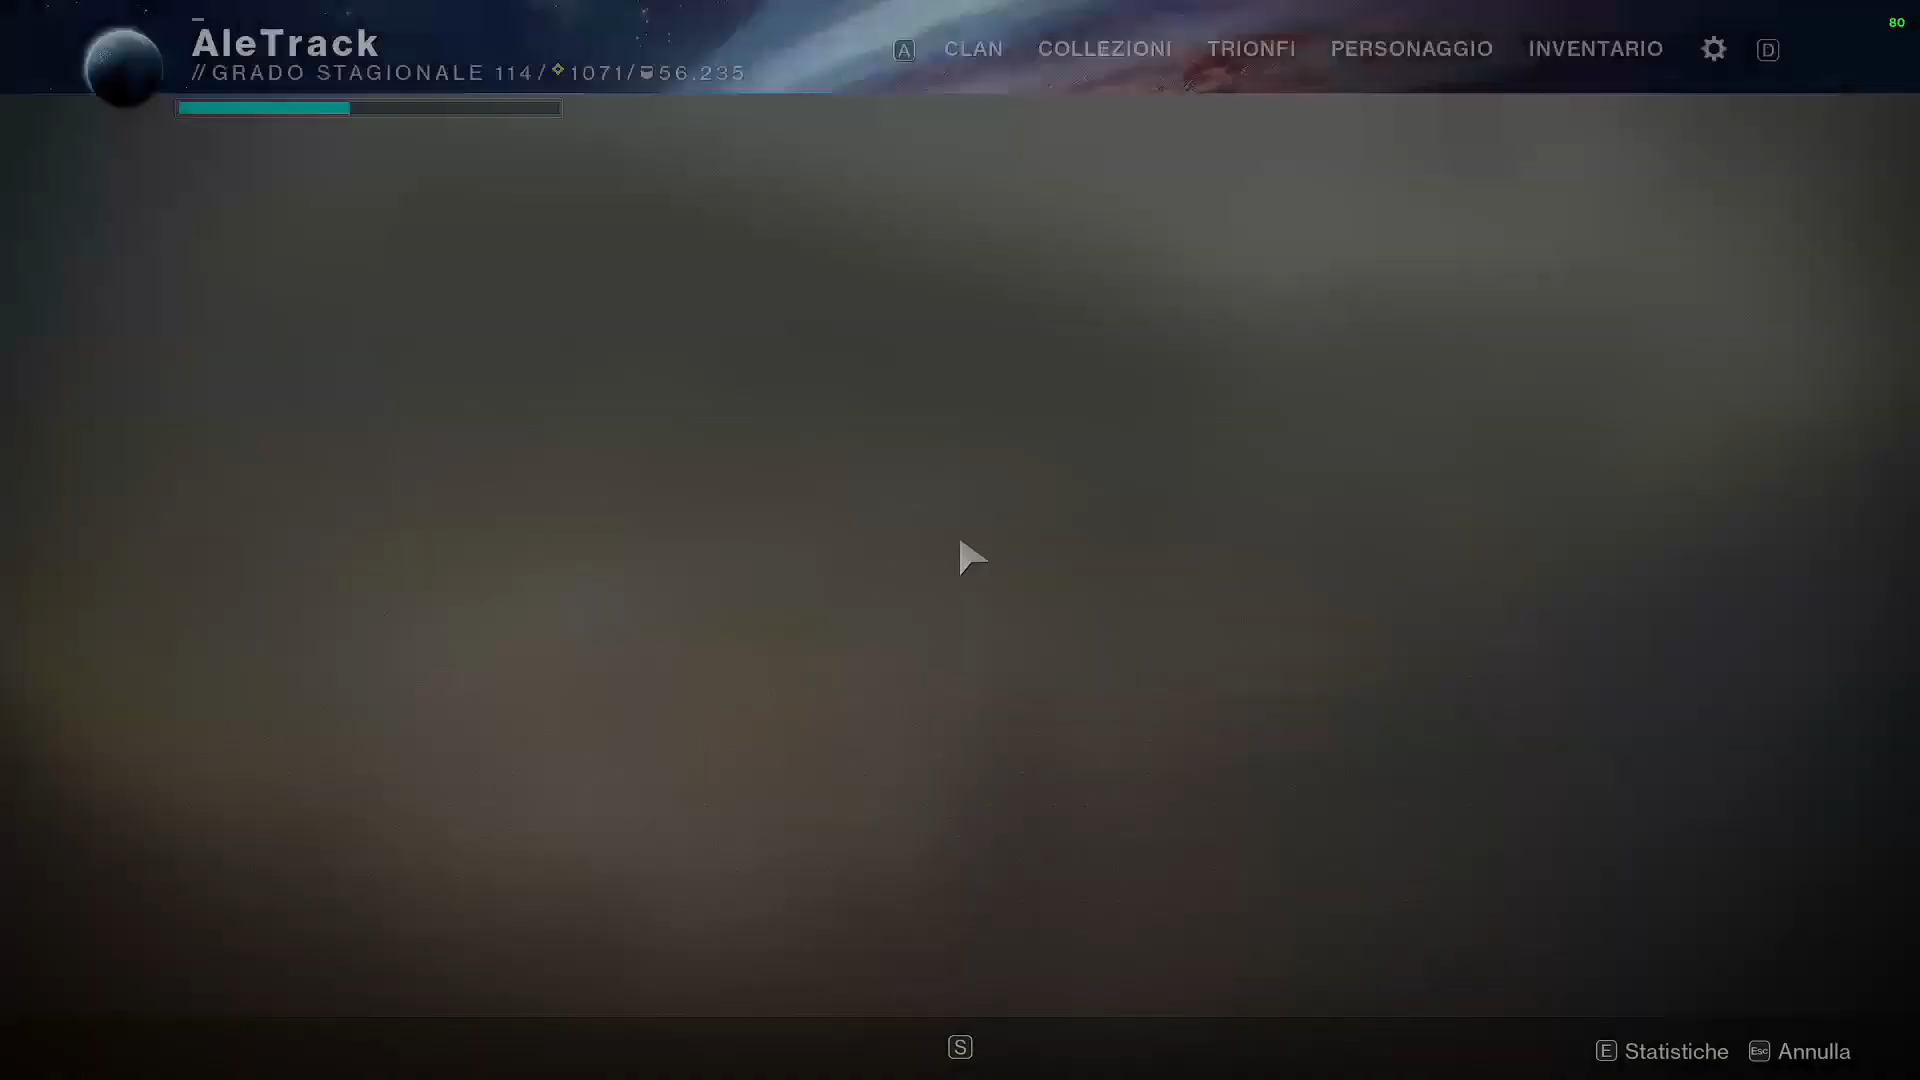 AleTrack
//GRADO STAGIONALE 114/1071/56.235
A CLAN COLLEZIONI TRIONFI PERSONAGGIO INVENTARIO D
80
S
E Statistiche Esc Annulla